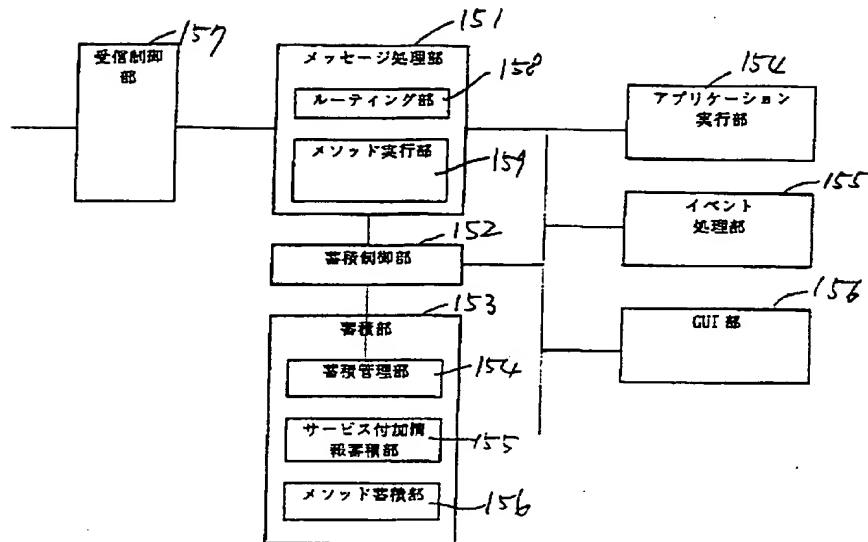 157
受信制御
部
151
メッセージ処理部
158
ルーティング部
メソッド実行部
159
152
蓄積制御部
153
蓄積部
蓄積管理部
154
サービス付加情
報蓄積部
155
メソッド蓄積部
156
154
アプリケーション
実行部
155
イベント
処理部
156
GUI 部